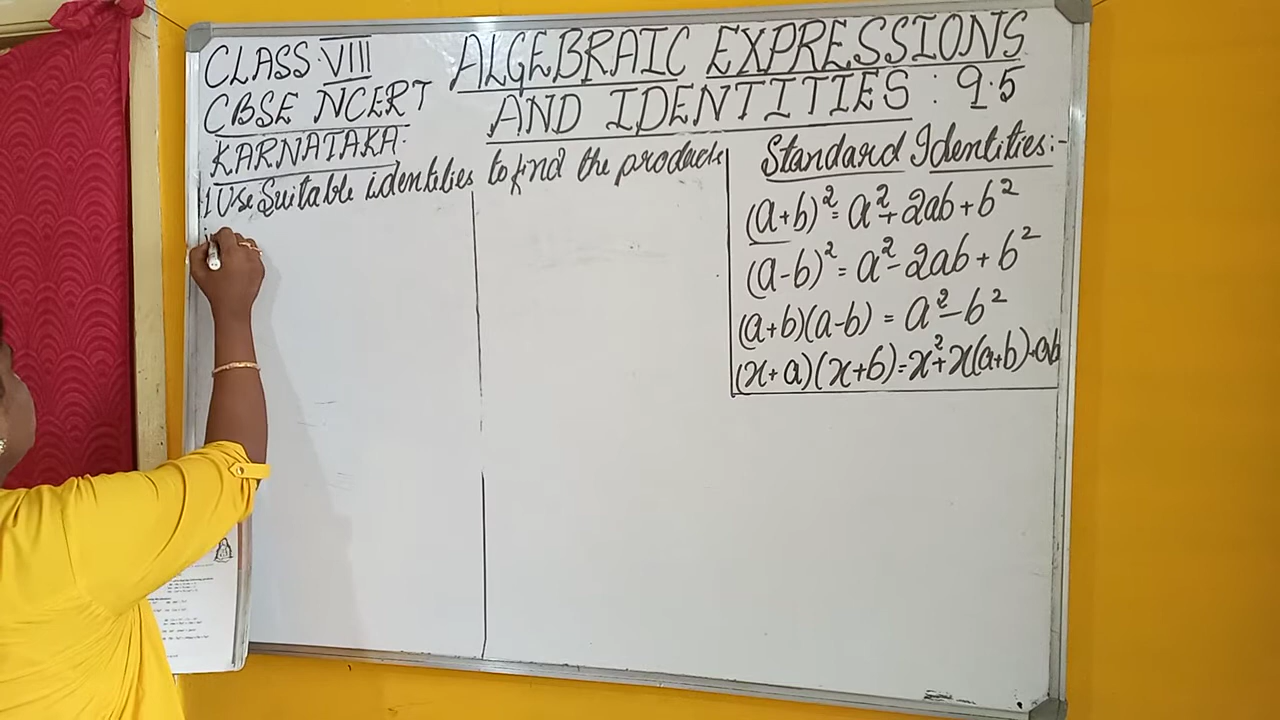 CLASS VIII
CBSE NCERT
KARNATAKA
ALGEBRAIC EXPRESSIONS
AND IDENTITIES : 9.5
1 Use Suitable identities to find the products
Standard Identities:-
(a+b)² = a²+2ab+b²
(a-b)² = a²-2ab+b²
(a+b)(a-b) = a²-b²
(x+a)(x+b)=x²+x(a+b)+ab